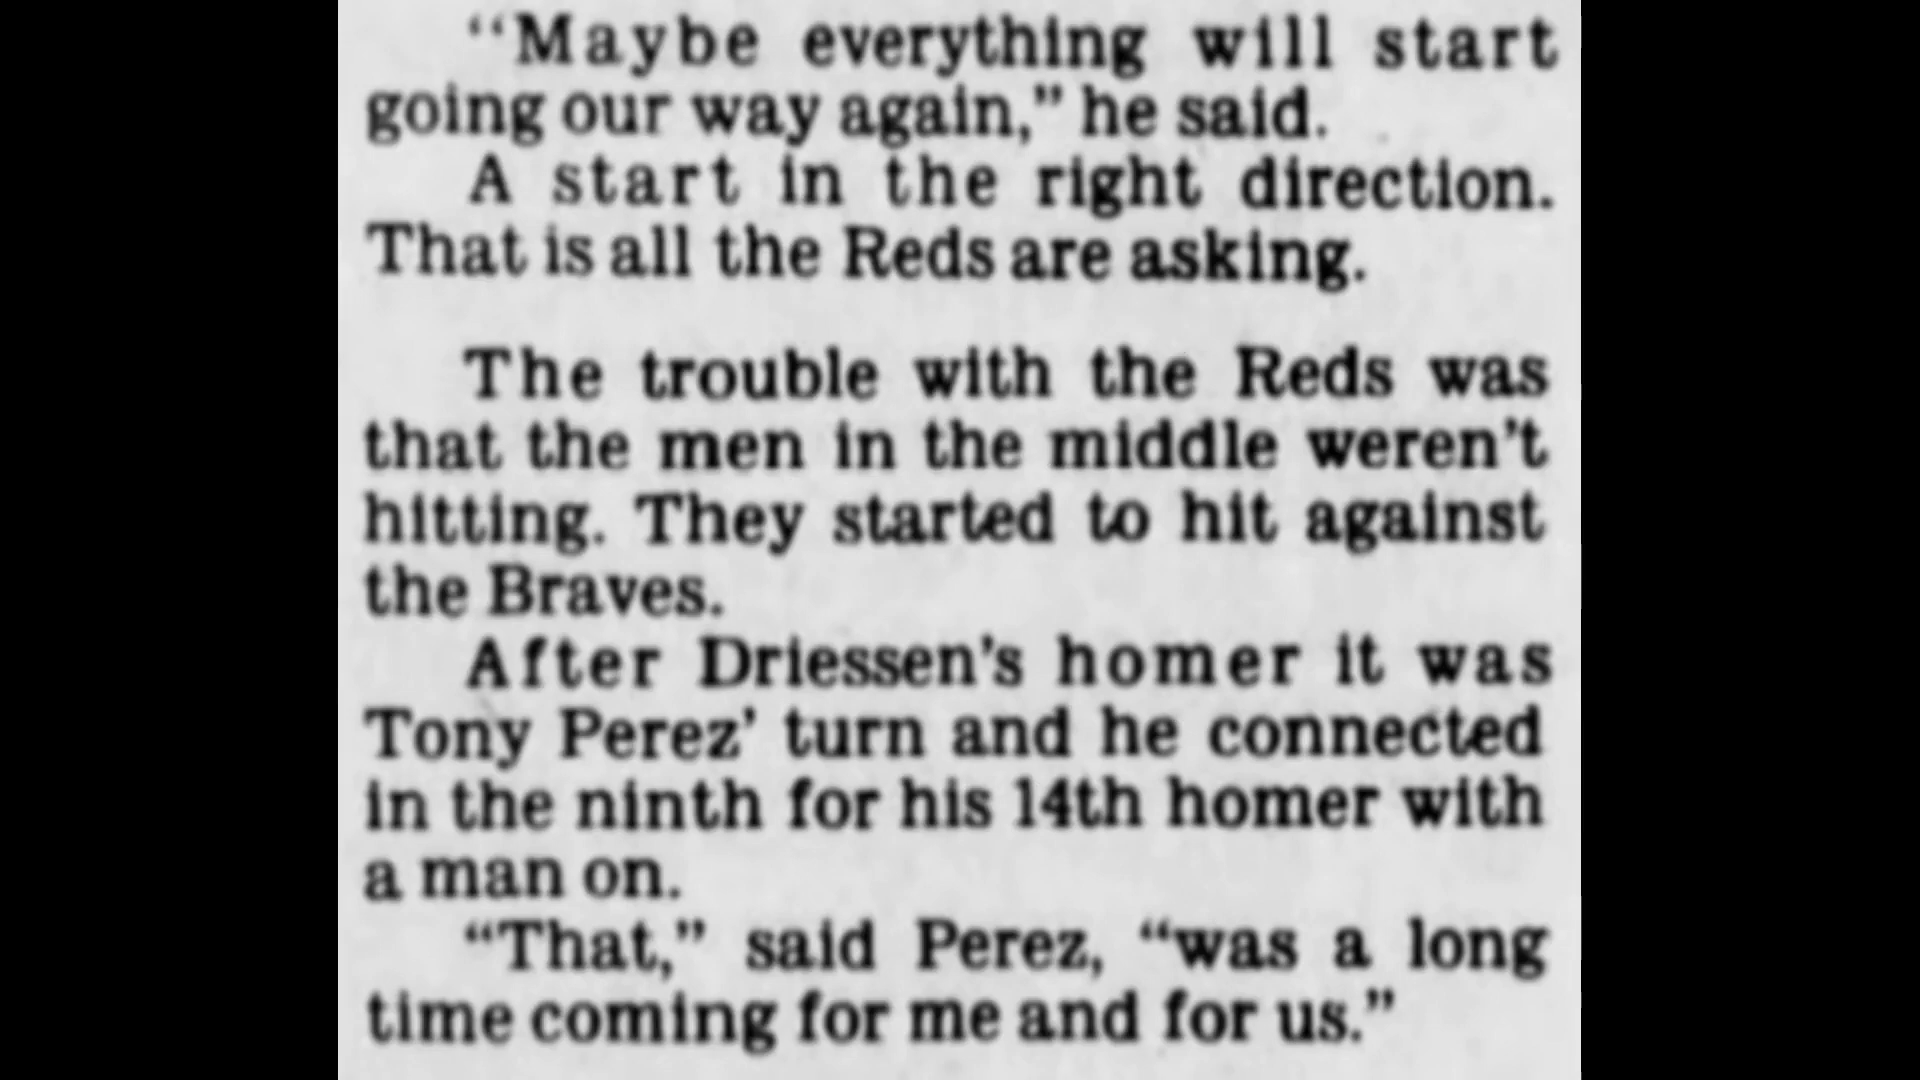 “Maybe everything will start
going our way again,” he said.
A start in the right direction.
That is all the Reds are asking.
The trouble with the Reds was
that the men in the middle weren’t
hitting. They started to hit against
the Braves.
After Driessen’s homer it was
Tony Perez’ turn and he connected
in the ninth for his 14th homer with
a man on.
“That,” said Perez, “was a long
time coming for me and for us.”